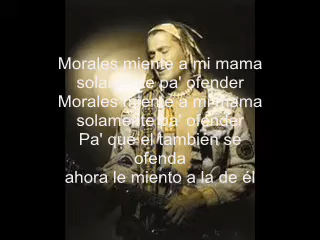 Morales miente a mi mama
solamente pa' ofender
Morales miente a mi mama
solamente pa' ofender
Pa' que el tambien se
ofenda
ahora le miento a la de él